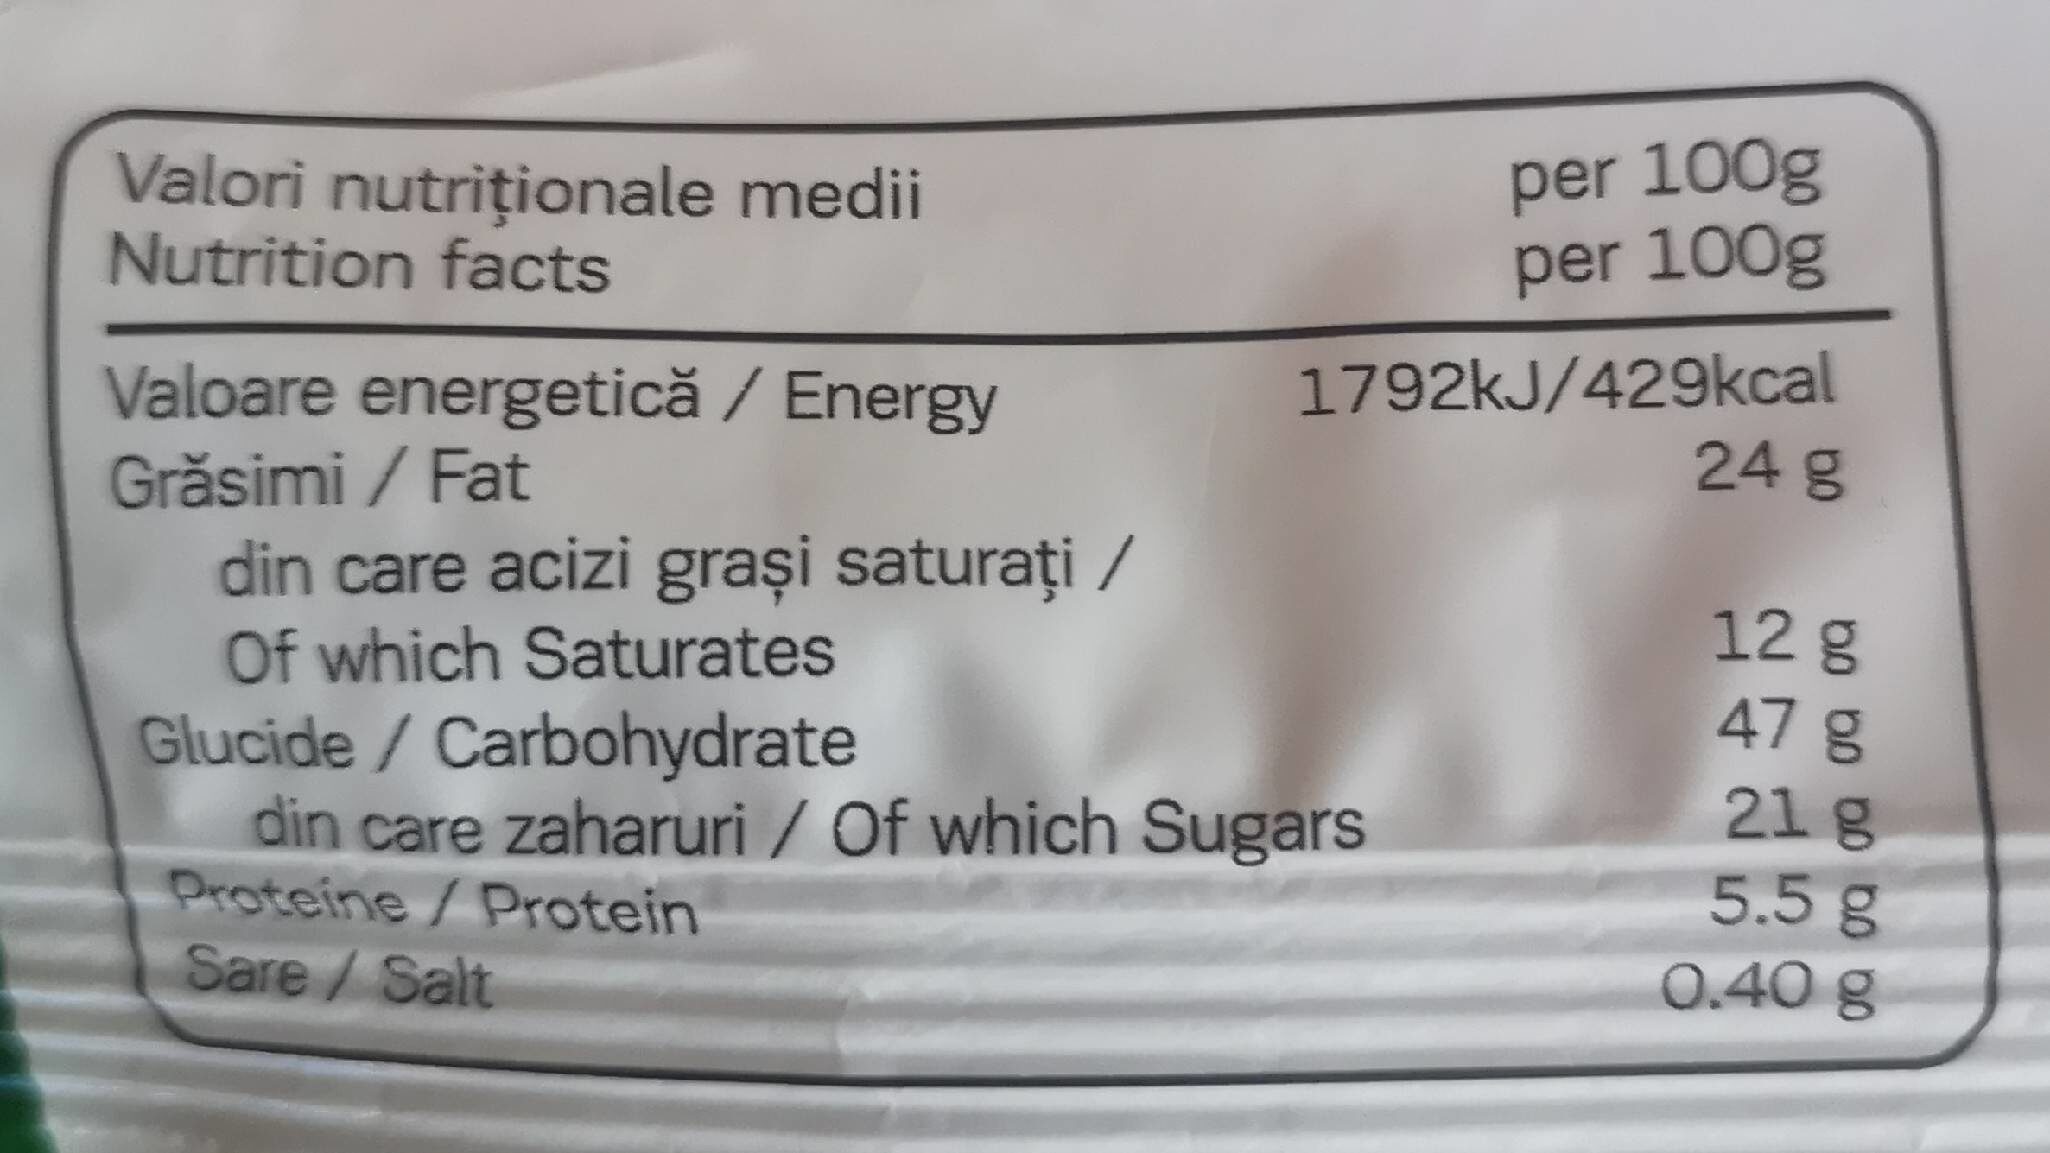 Valori nutriționale medii per 100g
Nutrition facts per 100g
Valoare energetică / Energy 1792kJ/429kcal
Grăsimi / Fat 24 g
din care acizi grași saturați /
Of which Saturates 12 g
Glucide / Carbohydrate 47 g
din care zaharuri / Of which Sugars 21 g
Proteine / Protein 5.5 g
Sare / Salt 0.40 g